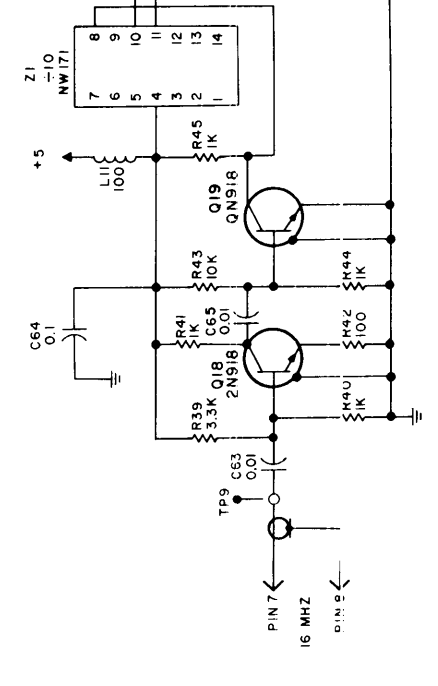 Z1
÷10
NW171
8 9 10 11 12 13 14
7 6 5 4 3 2 1
+5
L11
100
R45
1K
Q19
QN918
C64
0.1
R43
10K
R44
1K
R41
1K
C65
0.01
Q18
2N918
R42
100
R39
3.3K
R40
1K
C63
0.01
TP9
PIN 7
16 MHZ